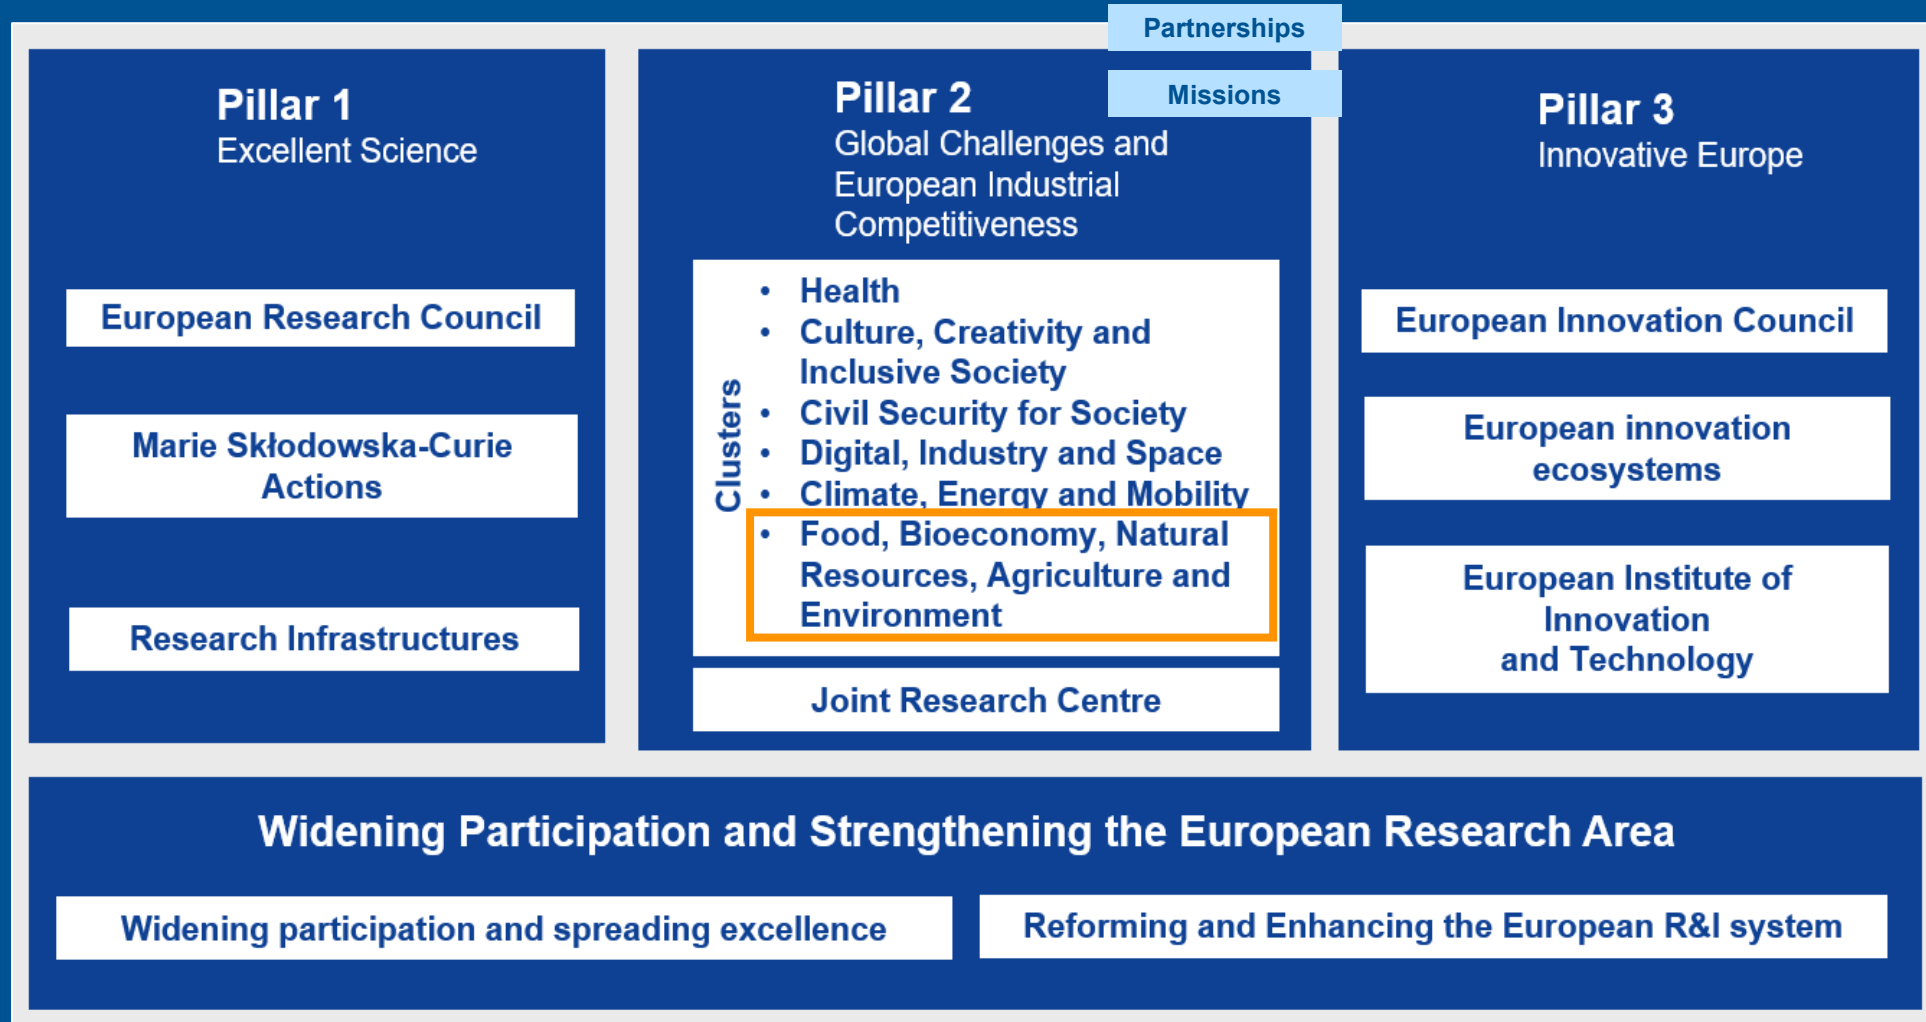 Partnerships
Missions
Pillar 1
Excellent Science
European Research Council
Marie Skłodowska-Curie
Actions
Research Infrastructures
Pillar 2
Global Challenges and
European Industrial
Competitiveness
Clusters
• Health
• Culture, Creativity and
Inclusive Society
• Civil Security for Society
• Digital, Industry and Space
• Climate, Energy and Mobility
• Food, Bioeconomy, Natural
Resources, Agriculture and
Environment
Joint Research Centre
Pillar 3
Innovative Europe
European Innovation Council
European innovation
ecosystems
European Institute of
Innovation
and Technology
Widening Participation and Strengthening the European Research Area
Widening participation and spreading excellence
Reforming and Enhancing the European R&I system